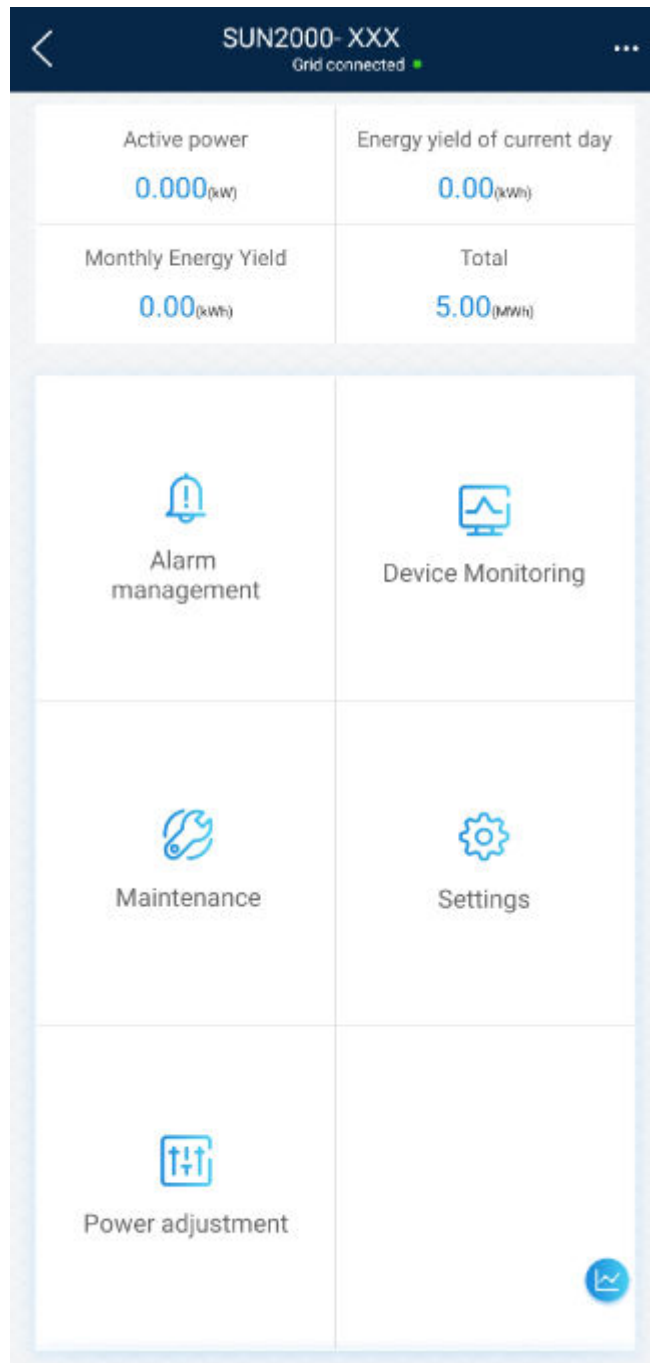 SUN2000- XXX
Grid connected
Active power
Energy yield of current day
0.000(kW)
0.00(kWh)
Monthly Energy Yield
Total
0.00(kWh)
5.00(MWh)
Alarm
management
Device Monitoring
Maintenance
Settings
Power adjustment